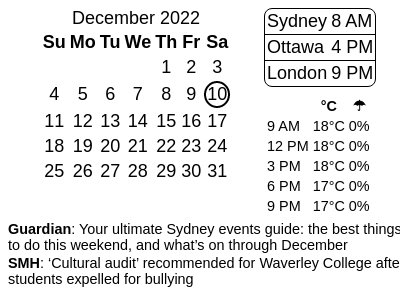 December 2022
Su Mo Tu We Th Fr Sa
1 2 3
4 5 6 7 8 9 10
11 12 13 14 15 16 17
18 19 20 21 22 23 24
25 26 27 28 29 30 31
Sydney 8 AM
Ottawa 4 PM
London 9 PM
°C ☂
9 AM 18°C 0%
12 PM 18°C 0%
3 PM 18°C 0%
6 PM 17°C 0%
9 PM 17°C 0%
Guardian: Your ultimate Sydney events guide: the best things
to do this weekend, and what’s on through December
SMH: ‘Cultural audit’ recommended for Waverley College afte
students expelled for bullying